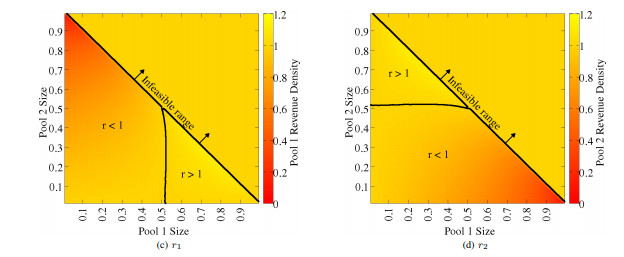 1.2
1
0.8
0.6
0.4
0.2
0
Pool 1 Revenue Density
0.9
0.8
0.7
0.6
0.5
0.4
0.3
0.2
0.1
Pool 2 Size
Infeasible range
r < 1
r > 1
0.1 0.2 0.3 0.4 0.5 0.6 0.7 0.8 0.9
Pool 1 Size
(c) r1
1.2
1
0.8
0.6
0.4
0.2
0
Pool 2 Revenue Density
0.9
0.8
0.7
0.6
0.5
0.4
0.3
0.2
0.1
Pool 2 Size
r > 1
Infeasible range
r < 1
0.1 0.2 0.3 0.4 0.5 0.6 0.7 0.8 0.9
Pool 1 Size
(d) r2